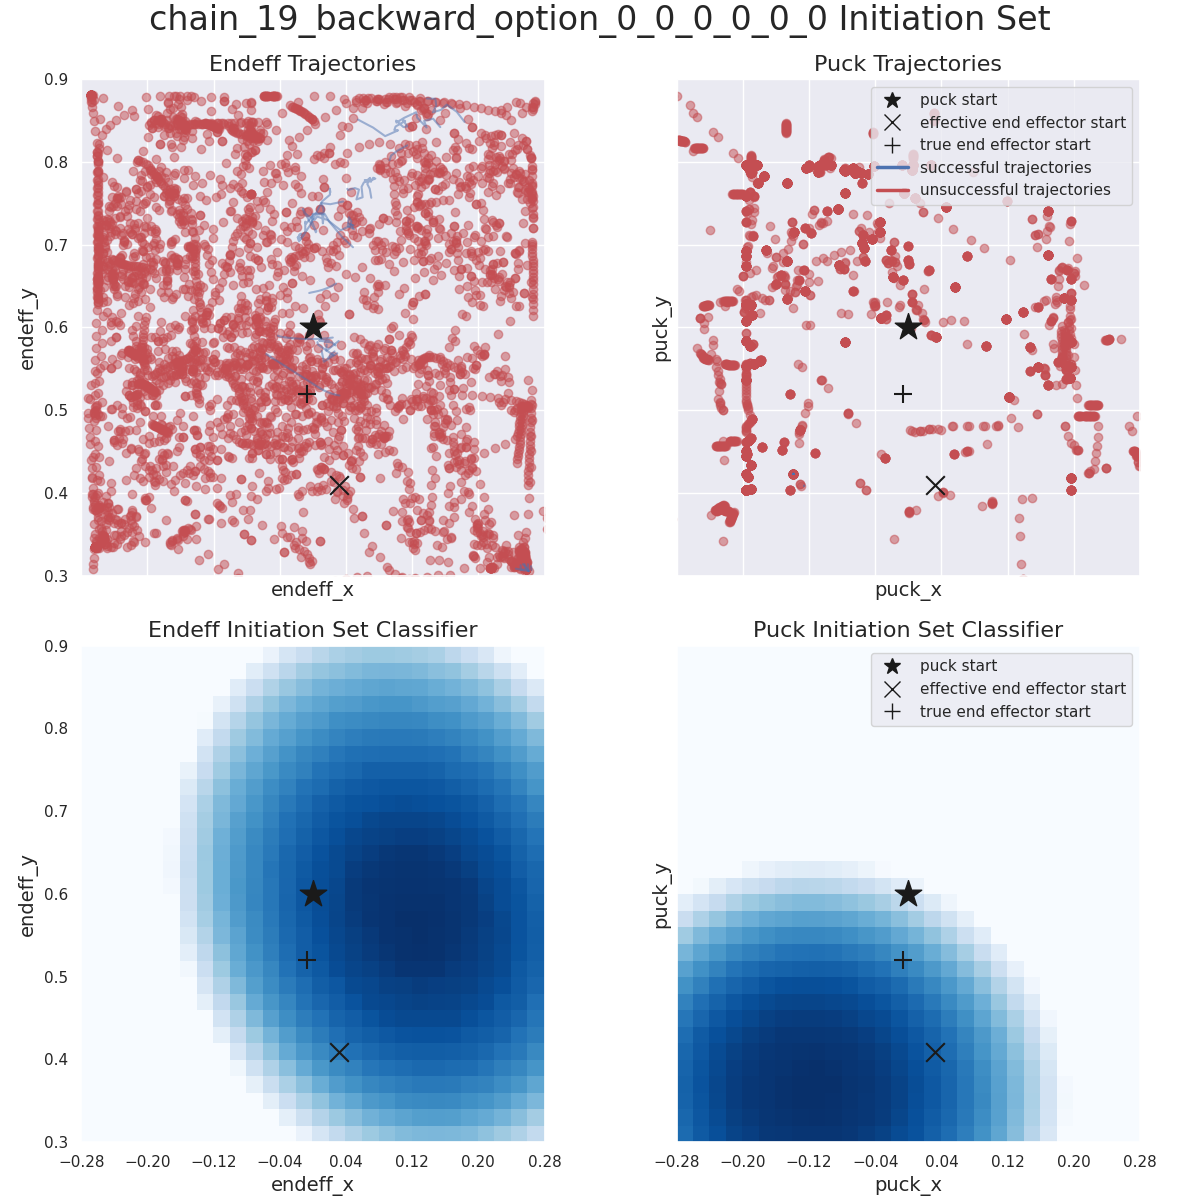 chain_19_backward_option_0_0_0_0_0_0 Initiation Set
Endeff Trajectories
0.9
0.8
0.7
0.6
0.5
0.4
0.3
endeff_y
endeff_x
Puck Trajectories
puck start
effective end effector start
true end effector start
successful trajectories
unsuccessful trajectories
puck_y
puck_x
Endeff Initiation Set Classifier
0.9
0.8
0.7
0.6
0.5
0.4
0.3
endeff_y
−0.28 −0.20 −0.12 −0.04 0.04 0.12 0.20 0.28
endeff_x
Puck Initiation Set Classifier
puck start
effective end effector start
true end effector start
puck_y
−0.28 −0.20 −0.12 −0.04 0.04 0.12 0.20 0.28
puck_x